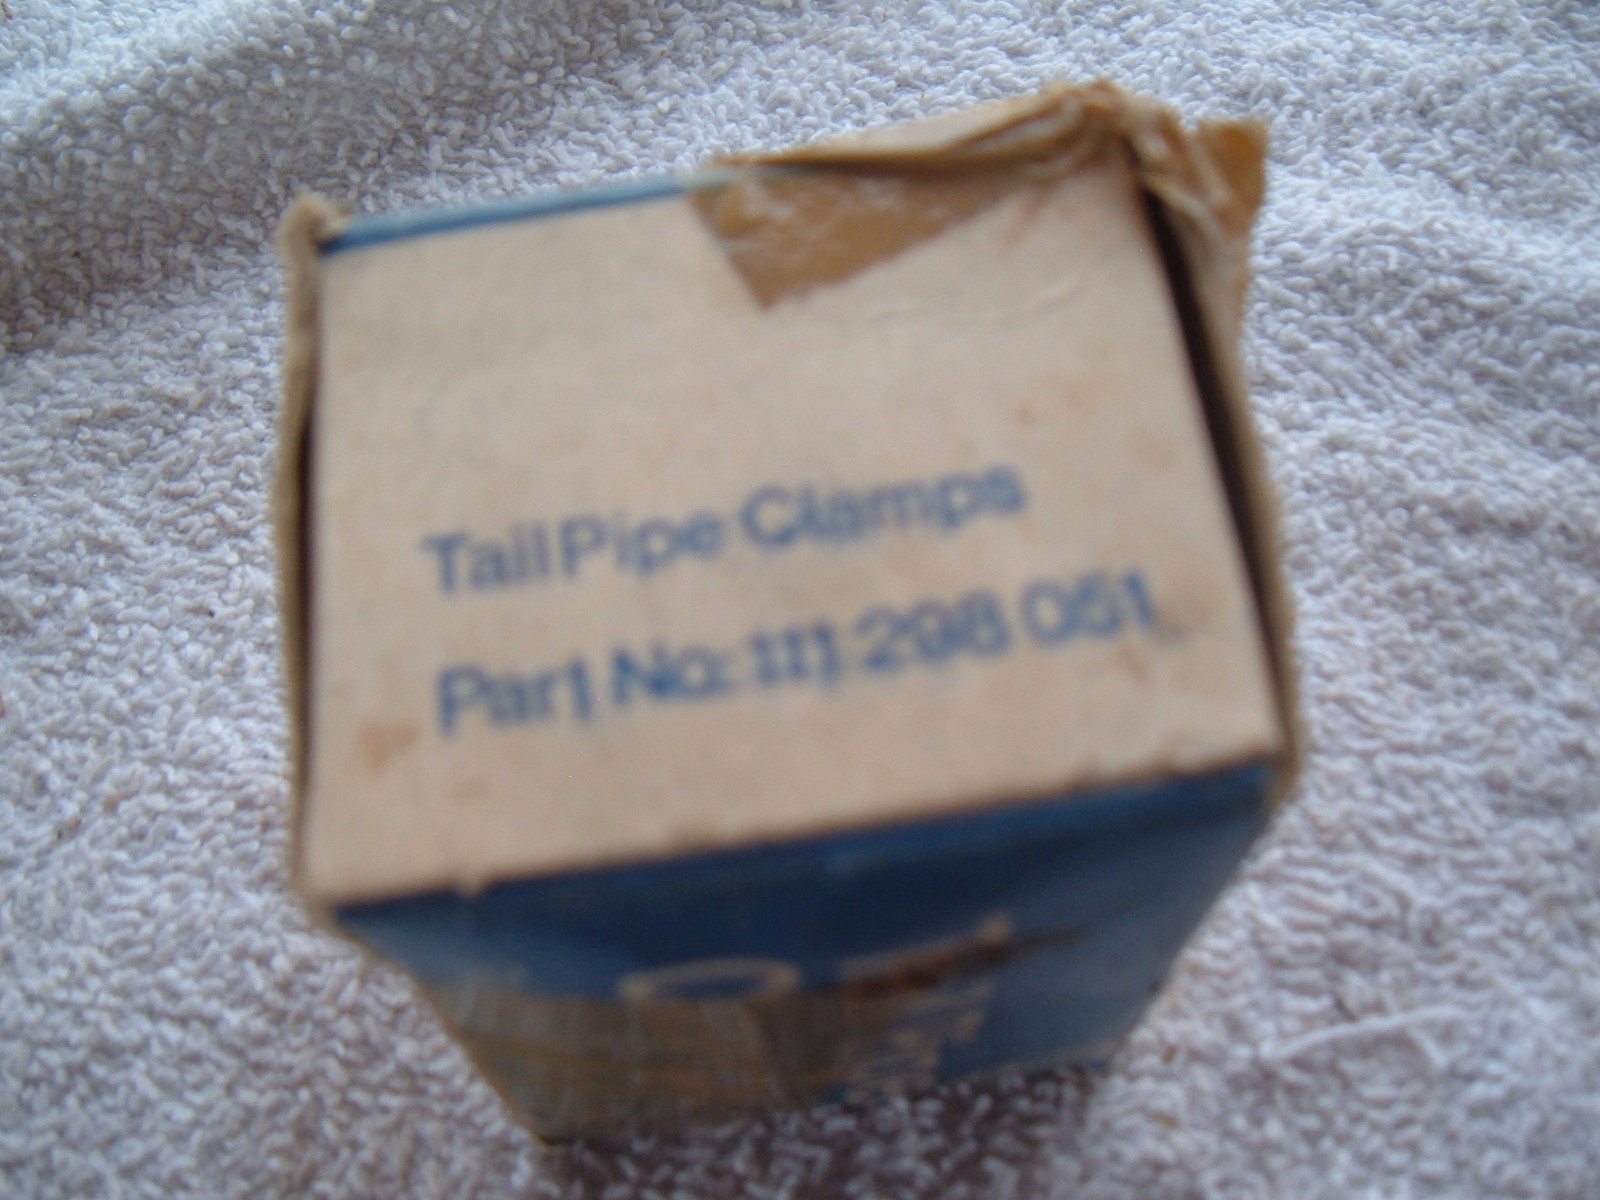 Tail Pipe Clamps
Part No: 111 298 051